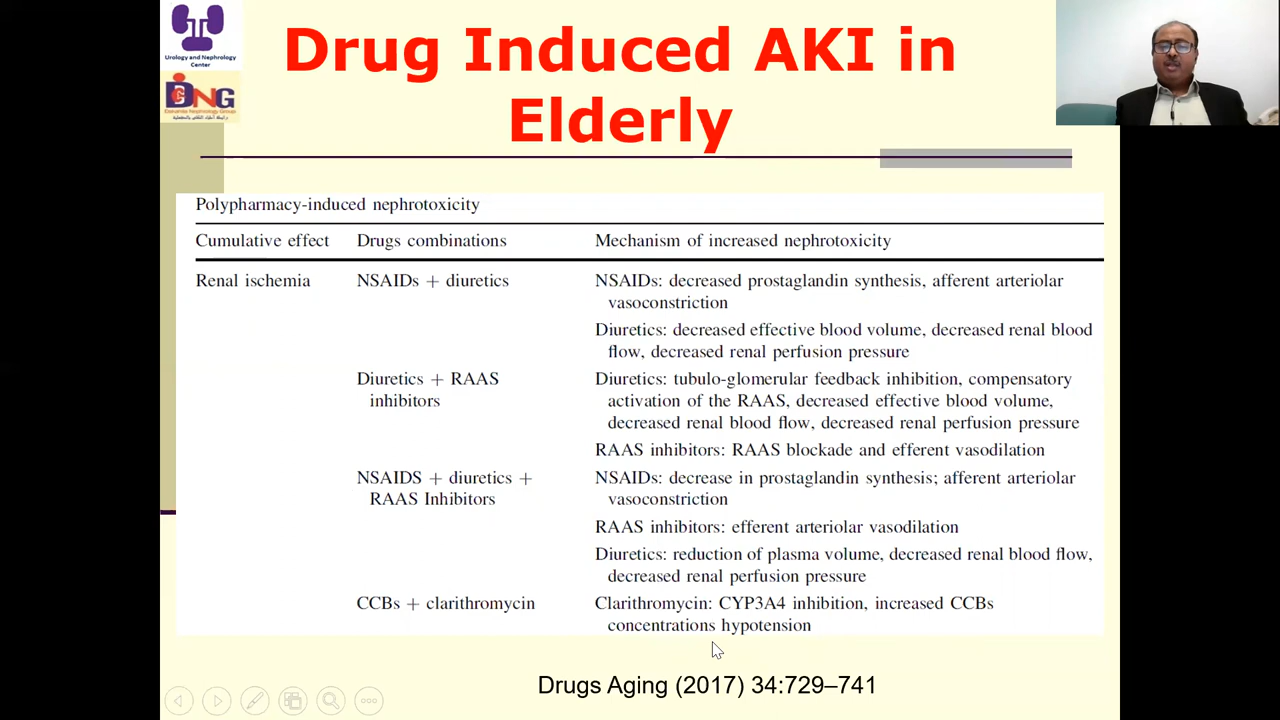 Urology and Nephrology
Center
Drug Induced AKI in
Elderly
Polypharmacy-induced nephrotoxicity
Cumulative effect Drugs combinations Mechanism of increased nephrotoxicity
Renal ischemia NSAIDs + diuretics NSAIDs: decreased prostaglandin synthesis, afferent arteriolar
vasoconstriction
Diuretics: decreased effective blood volume, decreased renal blood
flow, decreased renal perfusion pressure
Diuretics + RAAS Diuretics: tubulo-glomerular feedback inhibition, compensatory
inhibitors activation of the RAAS, decreased effective blood volume,
decreased renal blood flow, decreased renal perfusion pressure
RAAS inhibitors: RAAS blockade and efferent vasodilation
NSAIDS + diuretics + NSAIDs: decrease in prostaglandin synthesis; afferent arteriolar
RAAS Inhibitors vasoconstriction
RAAS inhibitors: efferent arteriolar vasodilation
Diuretics: reduction of plasma volume, decreased renal blood flow,
decreased renal perfusion pressure
CCBs + clarithromycin Clarithromycin: CYP3A4 inhibition, increased CCBs
concentrations hypotension
Drugs Aging (2017) 34:729–741